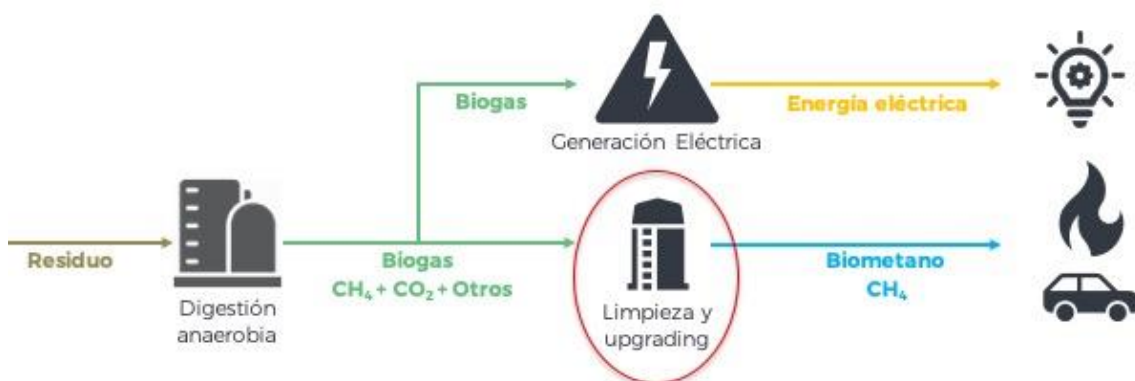 Biogas
Energía eléctrica
Generación Eléctrica
Residuo
Biogas
CH₄ + CO₂ + Otros
Biometano
CH₄
Digestión
anaerobia
Limpieza y
upgrading